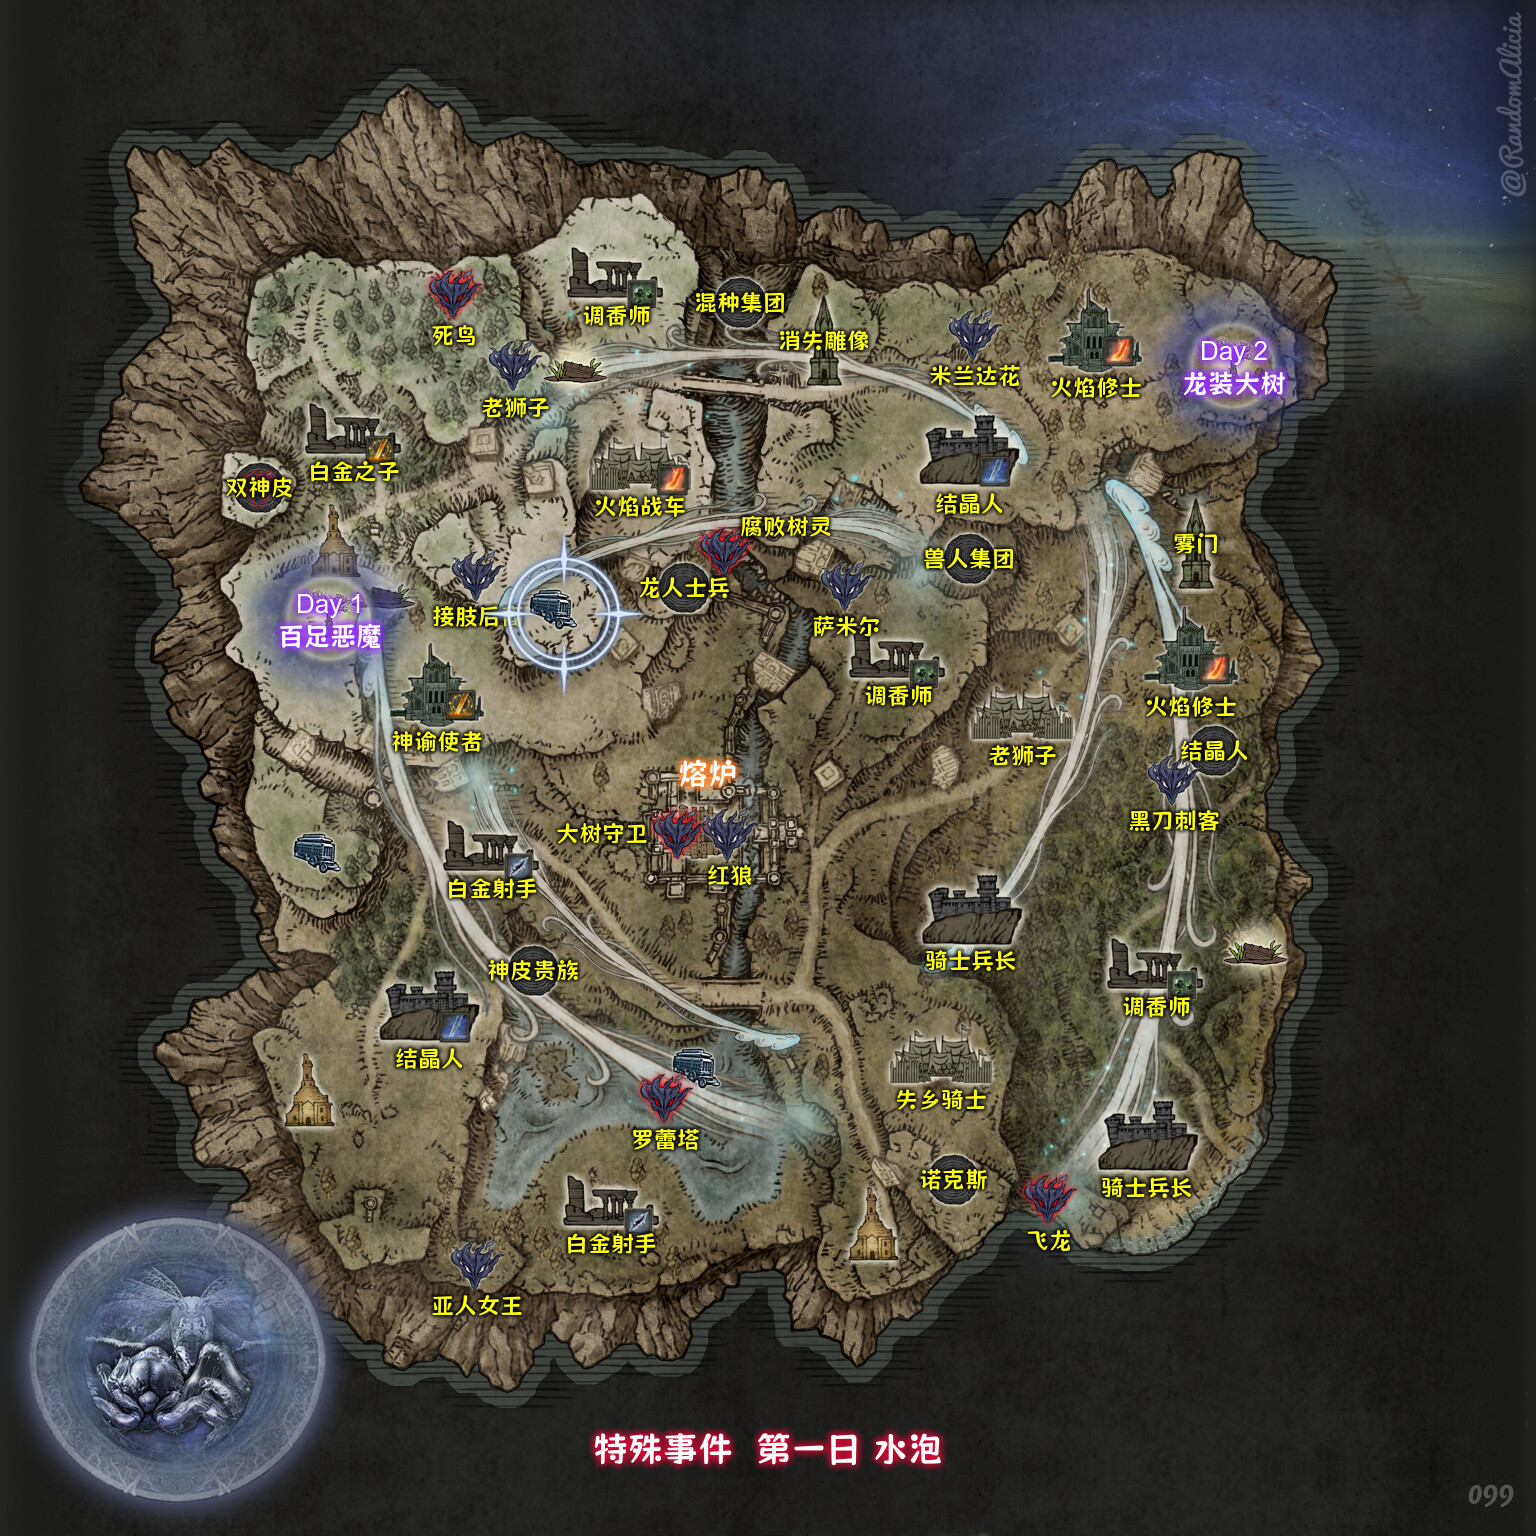 @RandomAlicia
死鸟
调香师
混种集团
消失雕像
米兰达花
火焰修士
Day 2
龙装大树
老狮子
白金之子
双神皮
火焰战车
结晶人
腐败树灵
雾门
兽人集团
龙人士兵
Day 1
百足恶魔
接肢后
萨米尔
调香师
神谕使者
火焰修士
老狮子
结晶人
熔炉
大树守卫
红狼
黑刀刺客
白金射手
神皮贵族
骑士兵长
调香师
结晶人
失乡骑士
罗蕾塔
诺克斯
骑士兵长
飞龙
白金射手
亚人女王
特殊事件 第一日 水泡
099